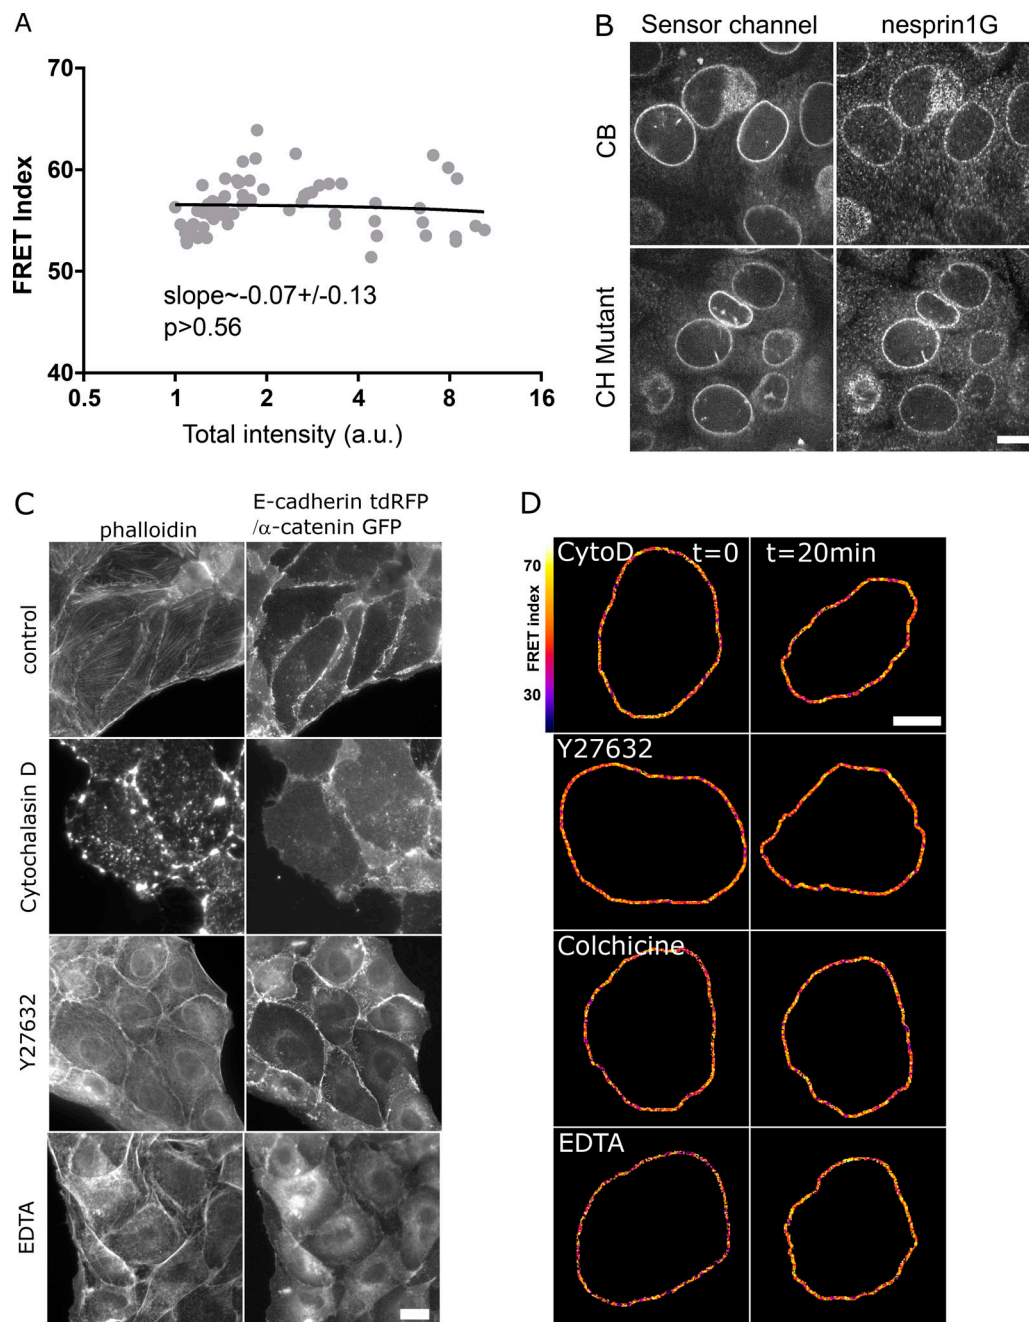 A
70
60
50
40
FRET Index
slope~-0.07+/-0.13
p>0.56
0.5 1 2 4 8 16
Total intensity (a.u.)
B
Sensor channel nesprin1G
CB
CH Mutant
C
phalloidin
E-cadherin tdRFP
/α-catenin GFP
control
Cytochalasin D
Y27632
EDTA
D
CytoD t=0 t=20min
70
FRET index
30
Y27632
Colchicine
EDTA